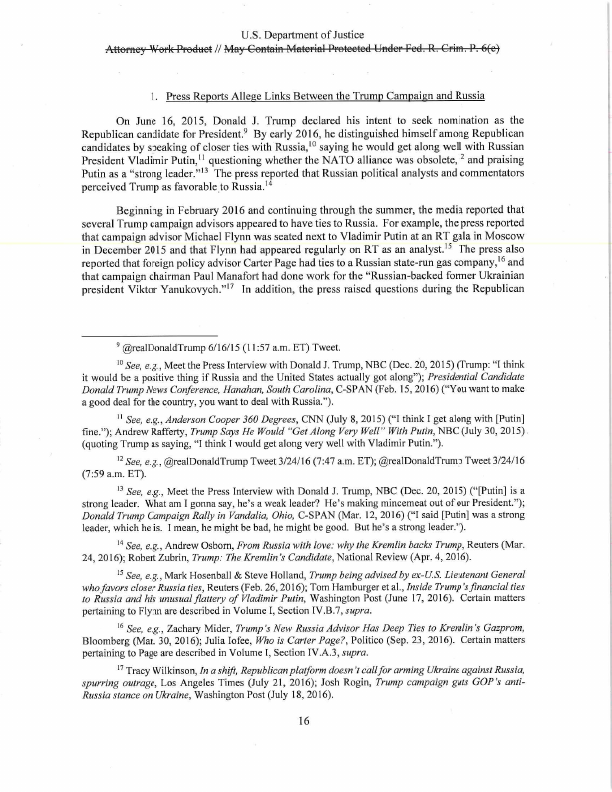 U.S. Department of Justice
Attorney Work Product // May Contain Material Protected Under Fed. R. Crim. P. 6(e)
1. Press Reports Allege Links Between the Trump Campaign and Russia
On June 16, 2015, Donald J. Trump declared his intent to seek nomination as the
Republican candidate for President.9 By early 2016, he distinguished himself among Republican
candidates by speaking of closer ties with Russia,10 saying he would get along well with Russian
President Vladimir Putin,11 questioning whether the NATO alliance was obsolete, 2 and praising
Putin as a “strong leader.”13 The press reported that Russian political analysts and commentators
perceived Trump as favorable to Russia.14
Beginning in February 2016 and continuing through the summer, the media reported that
several Trump campaign advisors appeared to have ties to Russia. For example, the press reported
that campaign advisor Michael Flynn was seated next to Vladimir Putin at an RT gala in Moscow
in December 2015 and that Flynn had appeared regularly on RT as an analyst.15 The press also
reported that foreign policy advisor Carter Page had ties to a Russian state-run gas company,16 and
that campaign chairman Paul Manafort had done work for the “Russian-backed former Ukrainian
president Viktor Yanukovych.”17 In addition, the press raised questions during the Republican
9 @realDonaldTrump 6/16/15 (11:57 a.m. ET) Tweet.
10 See, e.g., Meet the Press Interview with Donald J. Trump, NBC (Dec. 20, 2015) (Trump: “I think
it would be a positive thing if Russia and the United States actually got along”); Presidential Candidate
Donald Trump News Conference, Hanahan, South Carolina, C-SPAN (Feb. 15, 2016) (“You want to make
a good deal for the country, you want to deal with Russia.”).
11 See, e.g., Anderson Cooper 360 Degrees, CNN (July 8, 2015) (“I think I get along with [Putin]
fine.”); Andrew Rafferty, Trump Says He Would “Get Along Very Well” With Putin, NBC (July 30, 2015)
(quoting Trump as saying, “I think I would get along very well with Vladimir Putin.”).
12 See, e.g., @realDonaldTrump Tweet 3/24/16 (7:47 a.m. ET); @realDonaldTrump Tweet 3/24/16
(7:59 a.m. ET).
13 See, e.g., Meet the Press Interview with Donald J. Trump, NBC (Dec. 20, 2015) (“[Putin] is a
strong leader. What am I gonna say, he’s a weak leader? He’s making mincemeat out of our President.”);
Donald Trump Campaign Rally in Vandalia, Ohio, C-SPAN (Mar. 12, 2016) (“I said [Putin] was a strong
leader, which he is. I mean, he might be bad, he might be good. But he’s a strong leader.”).
14 See, e.g., Andrew Osborn, From Russia with love: why the Kremlin backs Trump, Reuters (Mar.
24, 2016); Robert Zubrin, Trump: The Kremlin’s Candidate, National Review (Apr. 4, 2016).
15 See, e.g., Mark Hosenball & Steve Holland, Trump being advised by ex-U.S. Lieutenant General
who favors closer Russia ties, Reuters (Feb. 26, 2016); Tom Hamburger et al., Inside Trump’s financial ties
to Russia and his unusual flattery of Vladimir Putin, Washington Post (June 17, 2016). Certain matters
pertaining to Flynn are described in Volume I, Section IV.B.7, supra.
16 See, e.g., Zachary Mider, Trump’s New Russia Advisor Has Deep Ties to Kremlin’s Gazprom,
Bloomberg (Mar. 30, 2016); Julia Iofee, Who is Carter Page?, Politico (Sep. 23, 2016). Certain matters
pertaining to Page are described in Volume I, Section IV.A.3, supra.
17 Tracy Wilkinson, In a shift, Republican platform doesn’t call for arming Ukraine against Russia,
spurring outrage, Los Angeles Times (July 21, 2016); Josh Rogin, Trump campaign guts GOP’s anti-
Russia stance on Ukraine, Washington Post (July 18, 2016).
16